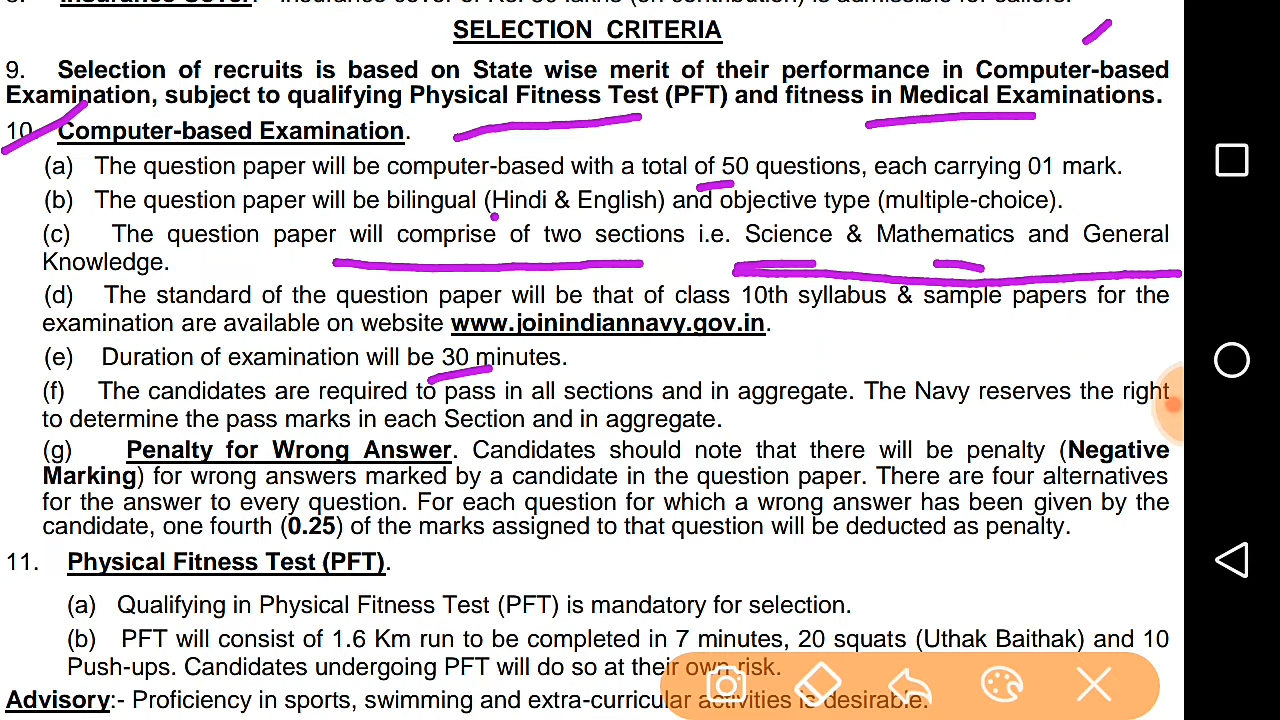 SELECTION CRITERIA
9. Selection of recruits is based on State wise merit of their performance in Computer-based
Examination, subject to qualifying Physical Fitness Test (PFT) and fitness in Medical Examinations.
10. Computer-based Examination.
(a) The question paper will be computer-based with a total of 50 questions, each carrying 01 mark.
(b) The question paper will be bilingual (Hindi & English) and objective type (multiple-choice).
(c) The question paper will comprise of two sections i.e. Science & Mathematics and General
Knowledge.
(d) The standard of the question paper will be that of class 10th syllabus & sample papers for the
examination are available on website www.joinindiannavy.gov.in.
(e) Duration of examination will be 30 minutes.
(f) The candidates are required to pass in all sections and in aggregate. The Navy reserves the right
to determine the pass marks in each Section and in aggregate.
(g) Penalty for Wrong Answer. Candidates should note that there will be penalty (Negative
Marking) for wrong answers marked by a candidate in the question paper. There are four alternatives
for the answer to every question. For each question for which a wrong answer has been given by the
candidate, one fourth (0.25) of the marks assigned to that question will be deducted as penalty.
11. Physical Fitness Test (PFT).
(a) Qualifying in Physical Fitness Test (PFT) is mandatory for selection.
(b) PFT will consist of 1.6 Km run to be completed in 7 minutes, 20 squats (Uthak Baithak) and 10
Push-ups. Candidates undergoing PFT will do so at their own risk.
Advisory:- Proficiency in sports, swimming and extra-curricular activities is desirable.